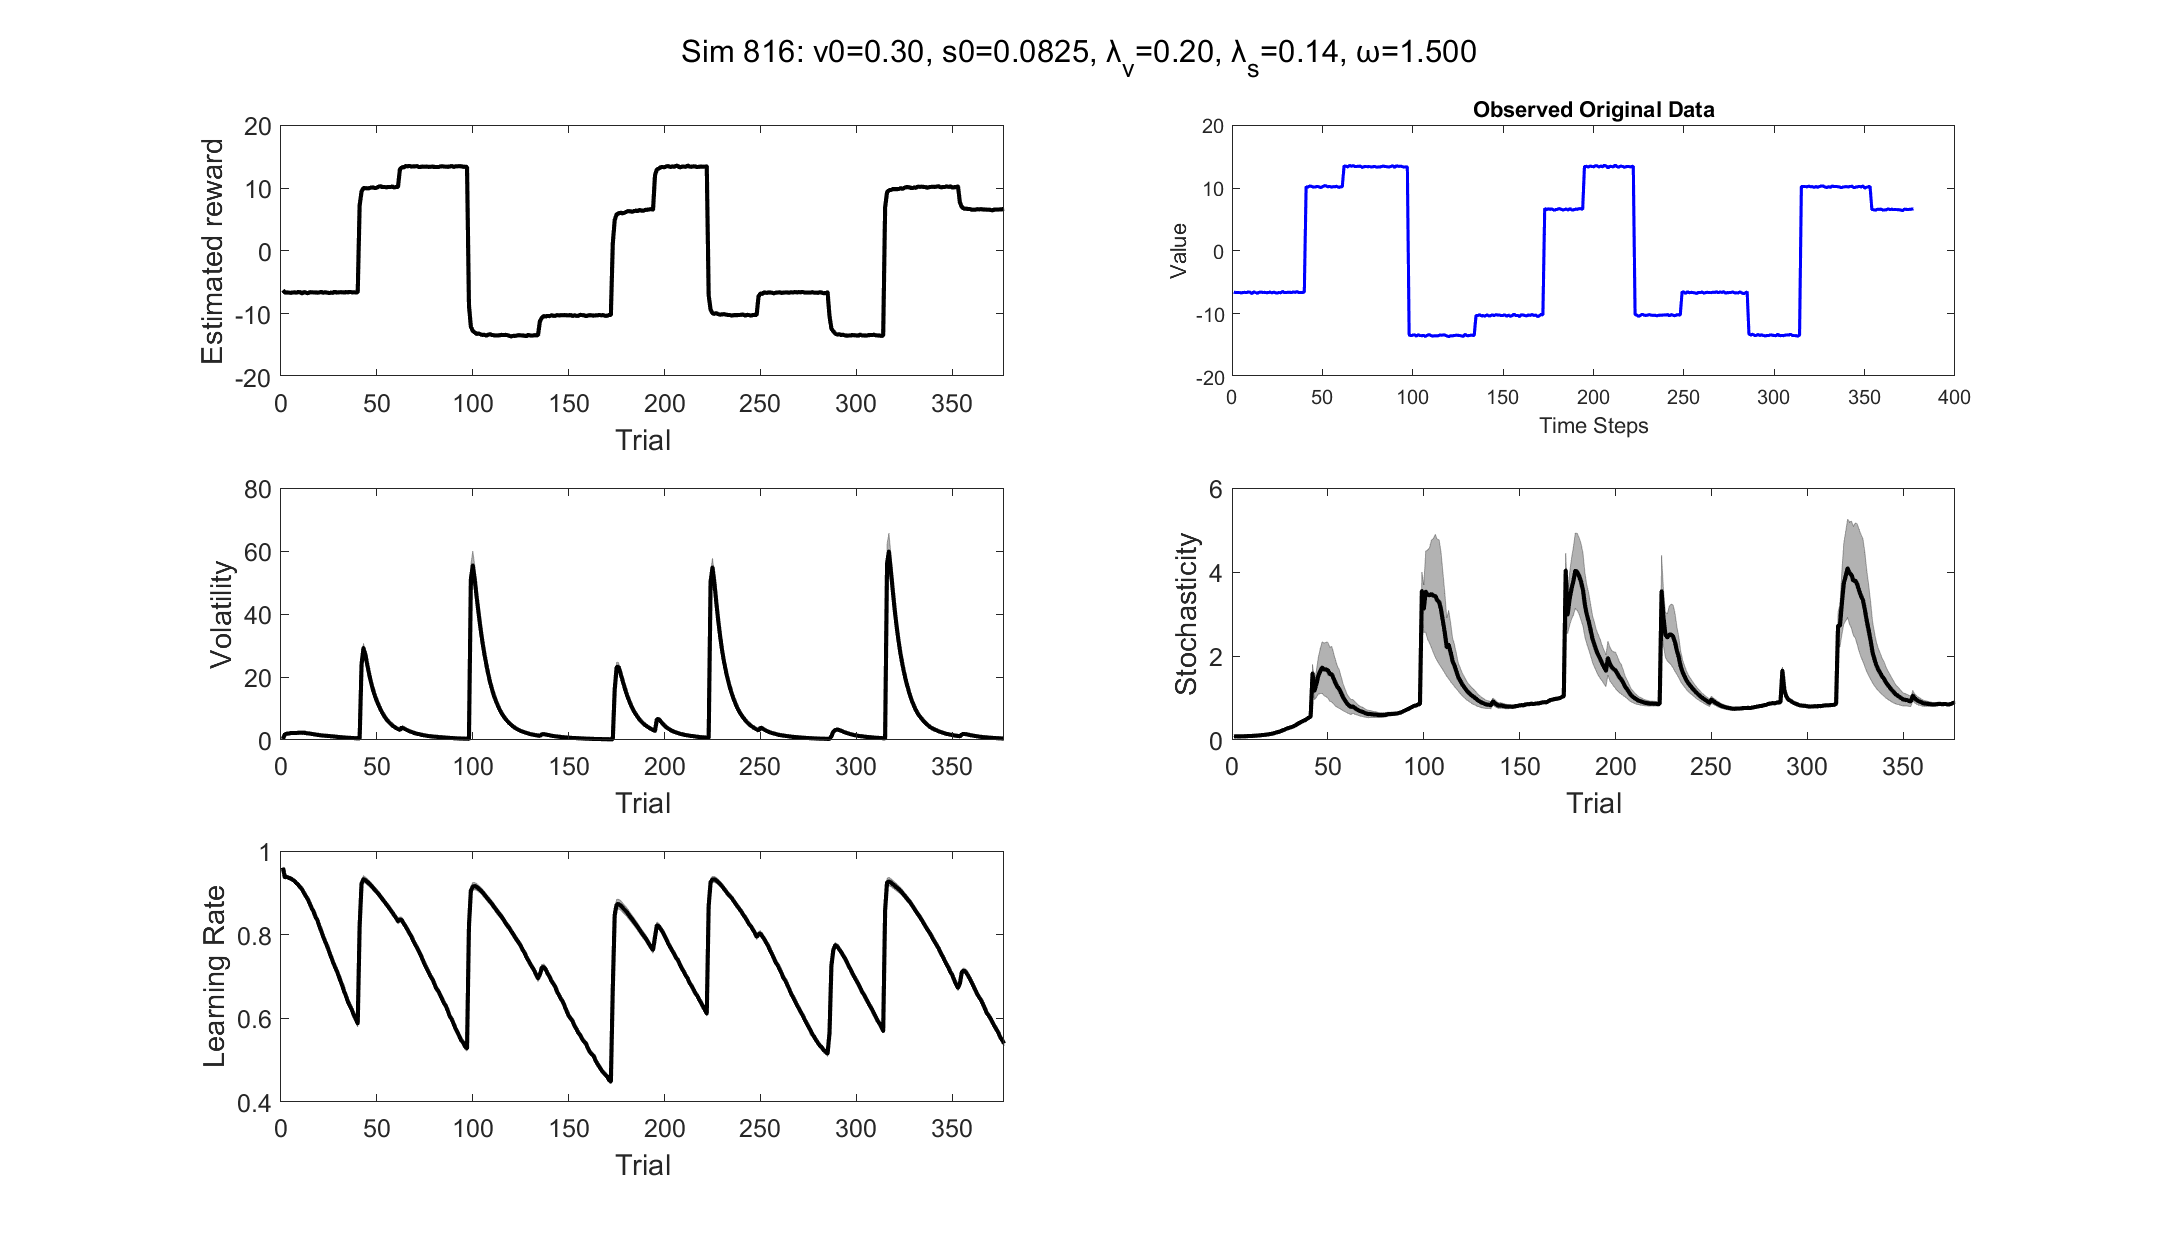 Sim 816: v0=0.30, s0=0.0825, λv=0.20, λs=0.14, ω=1.500
Estimated reward
20
10
0
-10
-20
0 50 100 150 200 250 300 350
Trial
Observed Original Data
Value
20
10
0
-10
-20
0 50 100 150 200 250 300 350 400
Time Steps
Volatility
80
60
40
20
0
0 50 100 150 200 250 300 350
Trial
Stochasticity
6
4
2
0
0 50 100 150 200 250 300 350
Trial
Learning Rate
1
0.8
0.6
0.4
0 50 100 150 200 250 300 350
Trial